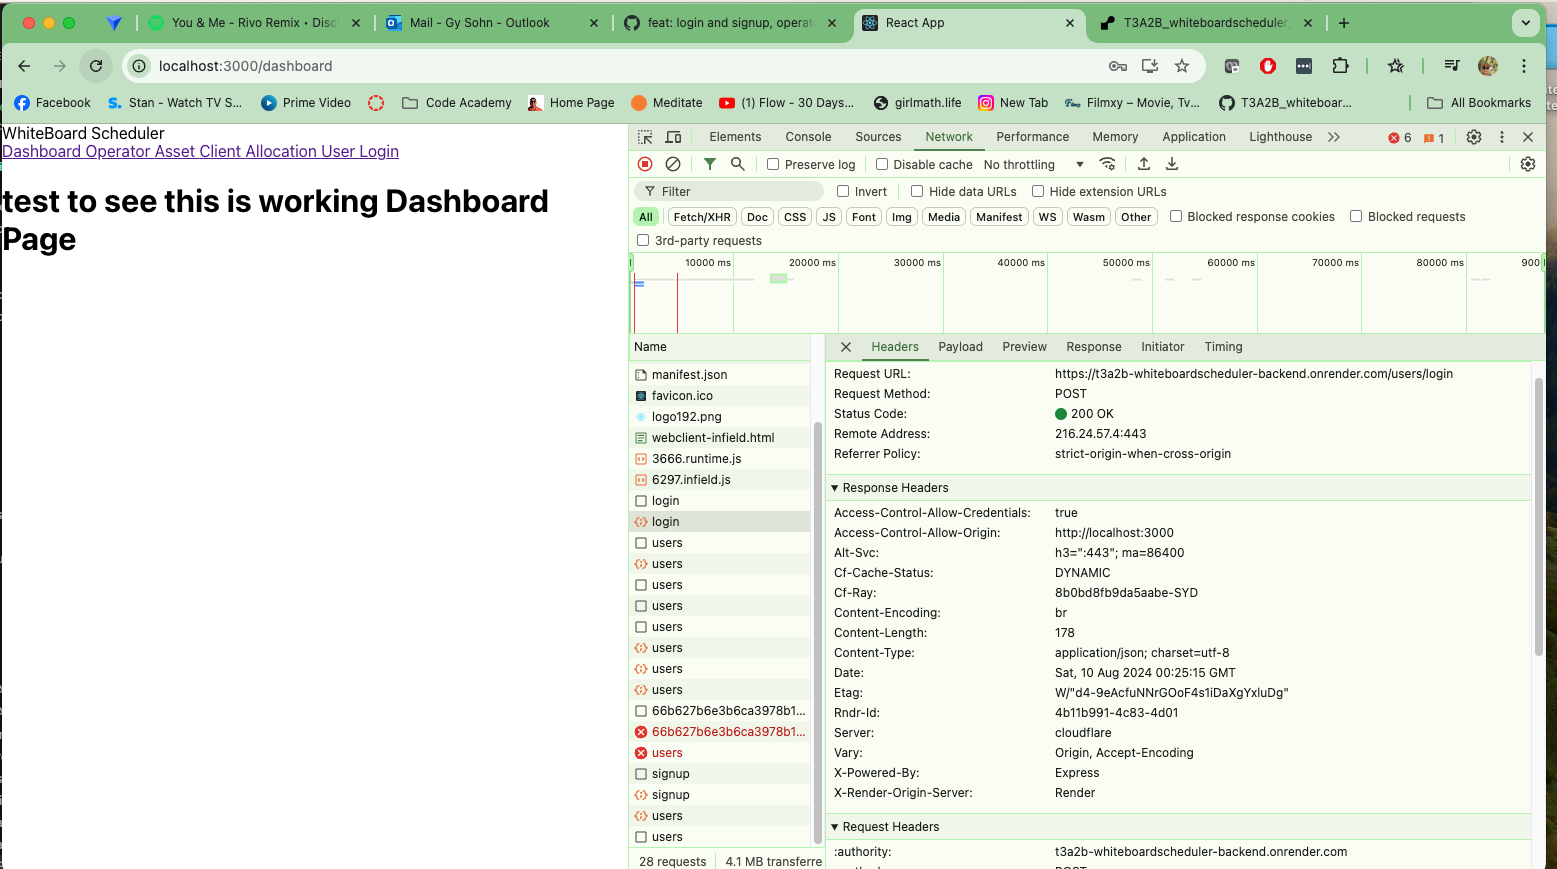 You & Me - Rivo Remix • Disc
Mail - Gy Sohn - Outlook
feat: login and signup, operat
React App
T3A2B_whiteboardscheduler_
localhost:3000/dashboard
Facebook
S. Stan - Watch TV S...
Prime Video
Code Academy
Home Page
Meditate
(1) Flow - 30 Days...
girlmath.life
New Tab
Filmxy – Movie, Tv...
T3A2B_whiteboar...
All Bookmarks
WhiteBoard Scheduler
Dashboard Operator Asset Client Allocation User Login
test to see this is working Dashboard
Page
Elements Console Sources Network Performance Memory Application Lighthouse 6 1
Preserve log Disable cache No throttling
Filter Invert Hide data URLs Hide extension URLs
All Fetch/XHR Doc CSS JS Font Img Media Manifest WS Wasm Other Blocked response cookies Blocked requests
3rd-party requests
10000 ms 20000 ms 30000 ms 40000 ms 50000 ms 60000 ms 70000 ms 80000 ms 900
Name
manifest.json
favicon.ico
logo192.png
webclient-infield.html
3666.runtime.js
6297.infield.js
login
login
users
users
users
users
users
users
users
users
66b627b6e3b6ca3978b1...
66b627b6e3b6ca3978b1...
users
signup
signup
users
users
28 requests 4.1 MB transferre
Headers Payload Preview Response Initiator Timing
Request URL: https://t3a2b-whiteboardscheduler-backend.onrender.com/users/login
Request Method: POST
Status Code: 200 OK
Remote Address: 216.24.57.4:443
Referrer Policy: strict-origin-when-cross-origin
Response Headers
Access-Control-Allow-Credentials: true
Access-Control-Allow-Origin: http://localhost:3000
Alt-Svc: h3=":443"; ma=86400
Cf-Cache-Status: DYNAMIC
Cf-Ray: 8b0bd8fb9da5aabe-SYD
Content-Encoding: br
Content-Length: 178
Content-Type: application/json; charset=utf-8
Date: Sat, 10 Aug 2024 00:25:15 GMT
Etag: W/"d4-9eAcfuNNrGOoF4s1iDaXgYxluDg"
Rndr-Id: 4b11b991-4c83-4d01
Server: cloudflare
Vary: Origin, Accept-Encoding
X-Powered-By: Express
X-Render-Origin-Server: Render
Request Headers
:authority: t3a2b-whiteboardscheduler-backend.onrender.com